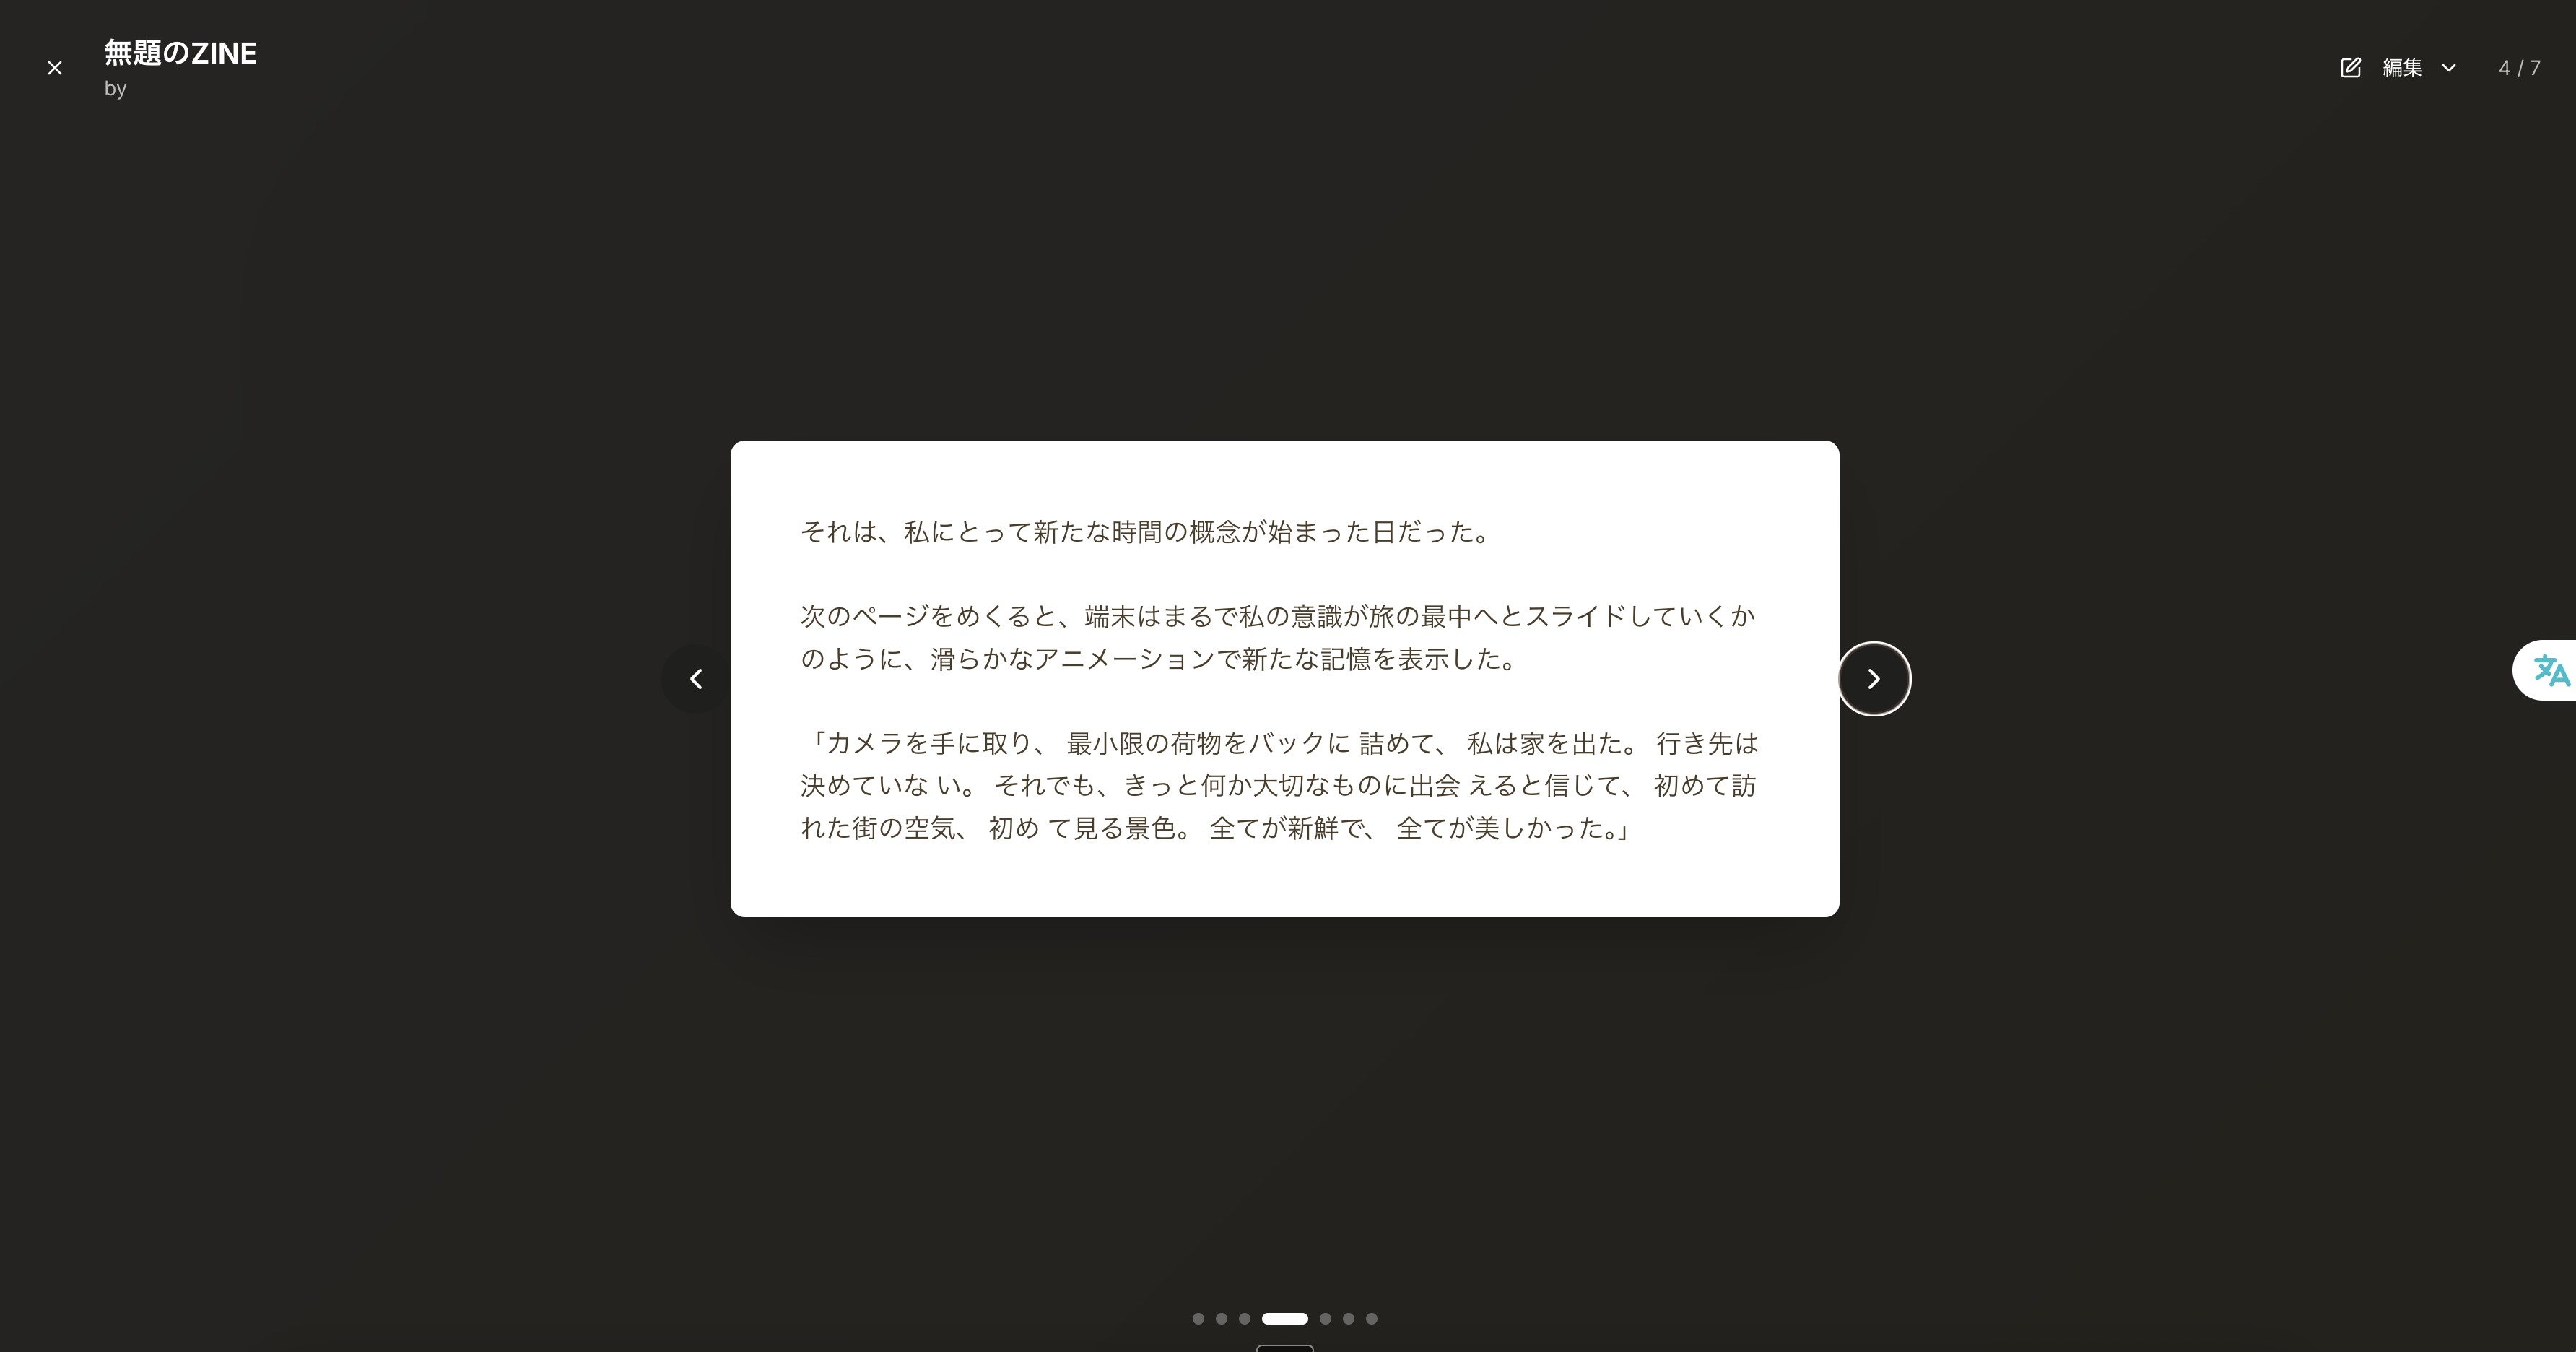 無題のZINE
by
編集
4 / 7
それは、私にとって新たな時間の概念が始まった日だった。
次のページをめくると、端末はまるで私の意識が旅の最中へとスライドしていくか
のように、滑らかなアニメーションで新たな記憶を表示した。
「カメラを手に取り、 最小限の荷物をバックに 詰めて、 私は家を出た。 行き先は
決めていな い。 それでも、きっと何か大切なものに出会 えると信じて、 初めて訪
れた街の空気、 初め て見る景色。 全てが新鮮で、 全てが美しかった。」